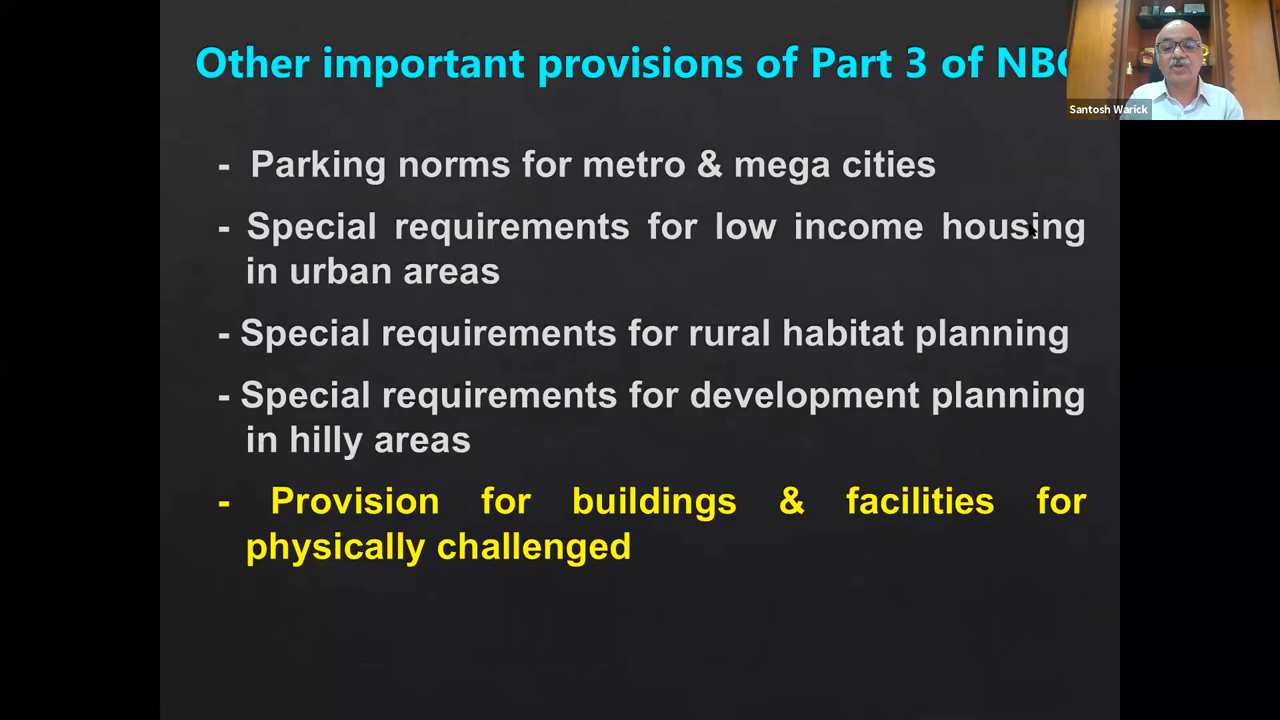 Other important provisions of Part 3 of NBC
Santosh Warick
- Parking norms for metro & mega cities
- Special requirements for low income housing
in urban areas
- Special requirements for rural habitat planning
- Special requirements for development planning
in hilly areas
- Provision for buildings & facilities for
physically challenged